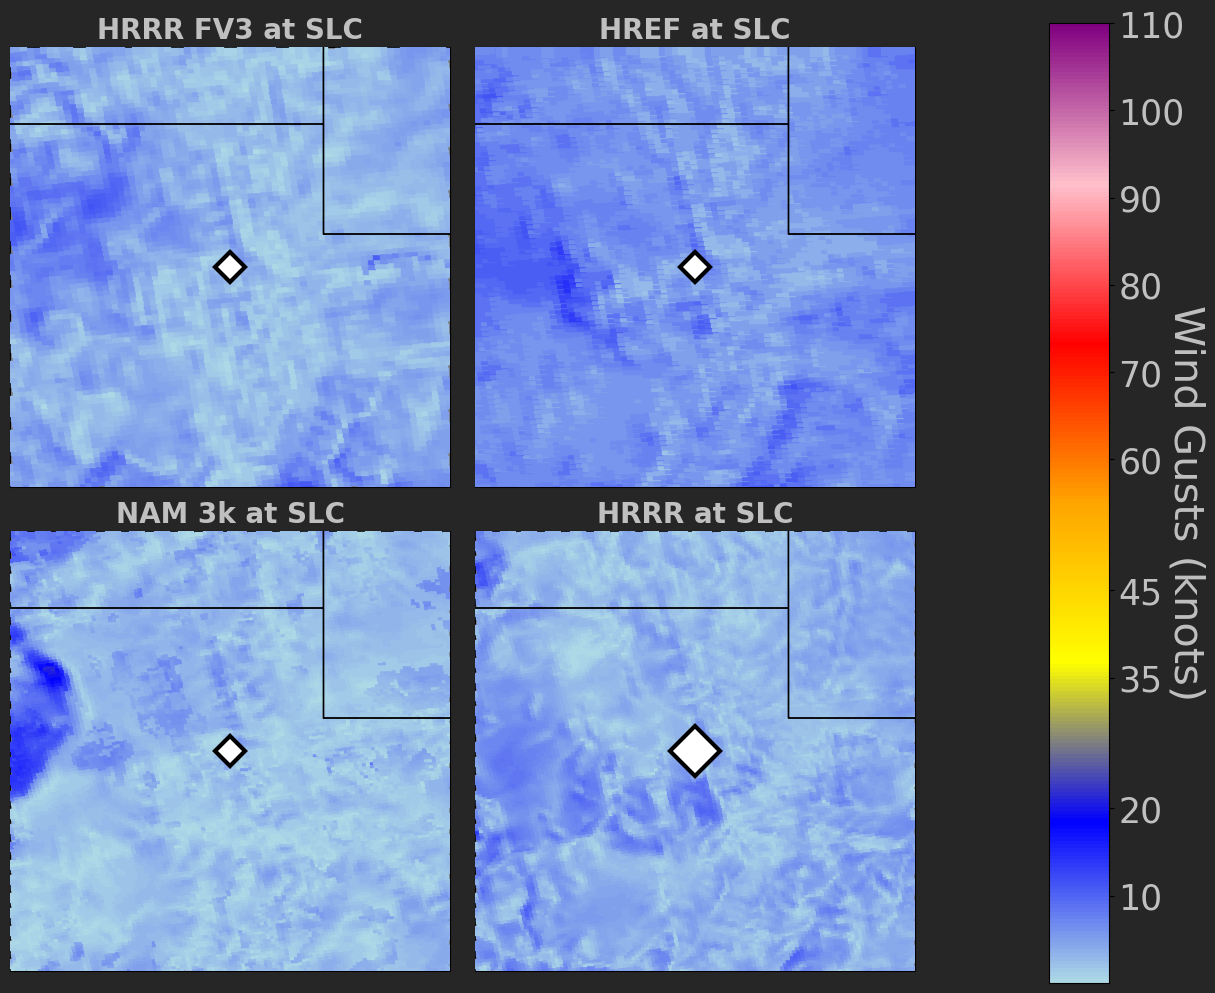 HRRR FV3 at SLC
HREF at SLC
NAM 3k at SLC
HRRR at SLC
110
100
90
80
70
60
45
35
20
10
Wind Gusts (knots)